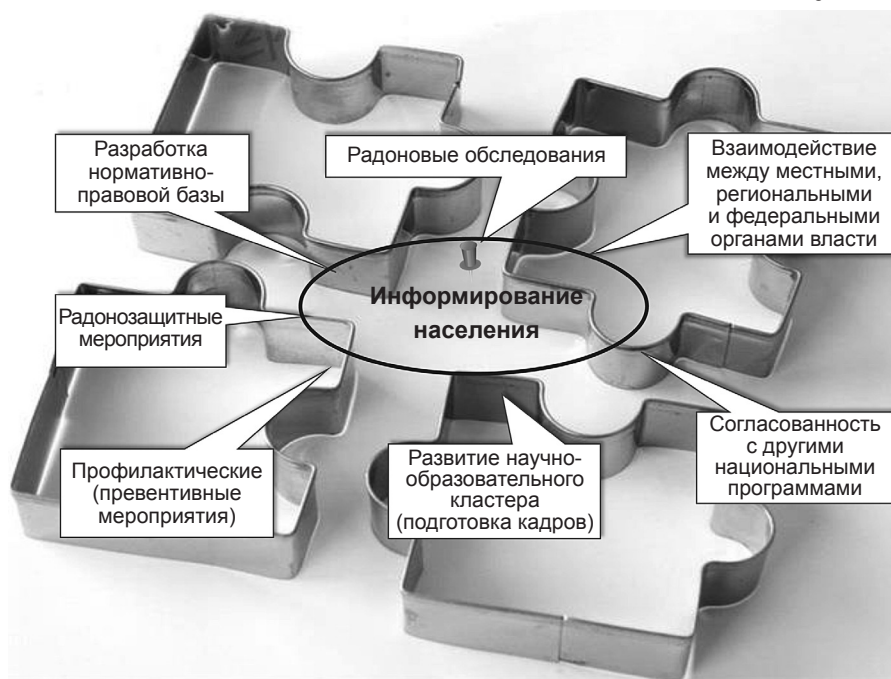 Разработка
нормативно-
правовой базы
Радоновые обследования
Взаимодействие
между местными,
региональными
и федеральными
органами власти
Информирование
населения
Радонозащитные
мероприятия
Профилактические
(превентивные
мероприятия)
Развитие научно-
образовательного
кластера
(подготовка кадров)
Согласованность
с другими
национальными
программами